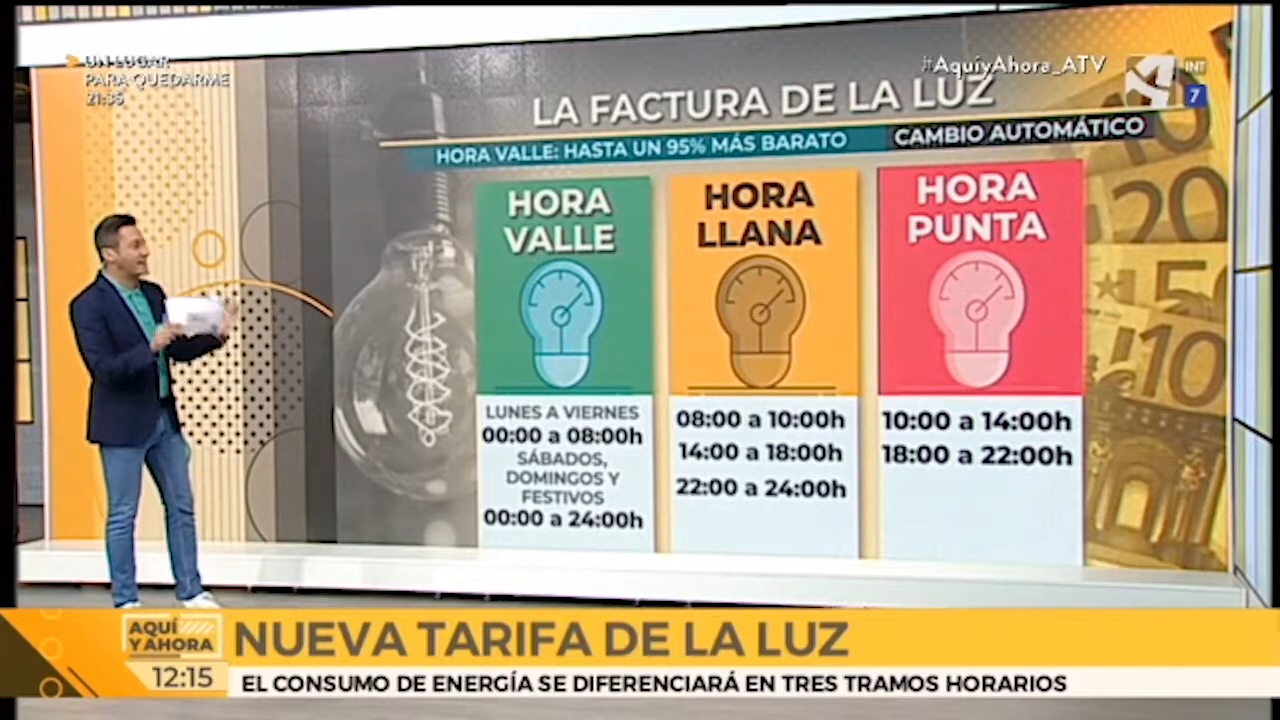 UN LUGAR
PARA QUEDARME
21:35
#AquíyAhora_ATV
INT
7
LA FACTURA DE LA LUZ
HORA VALLE: HASTA UN 95% MÁS BARATO
CAMBIO AUTOMÁTICO
HORA
VALLE
LUNES A VIERNES
00:00 a 08:00h
SÁBADOS,
DOMINGOS Y
FESTIVOS
00:00 a 24:00h
HORA
LLANA
08:00 a 10:00h
14:00 a 18:00h
22:00 a 24:00h
HORA
PUNTA
10:00 a 14:00h
18:00 a 22:00h
20
10
AQUÍ
Y AHORA
12:15
NUEVA TARIFA DE LA LUZ
EL CONSUMO DE ENERGÍA SE DIFERENCIARÁ EN TRES TRAMOS HORARIOS